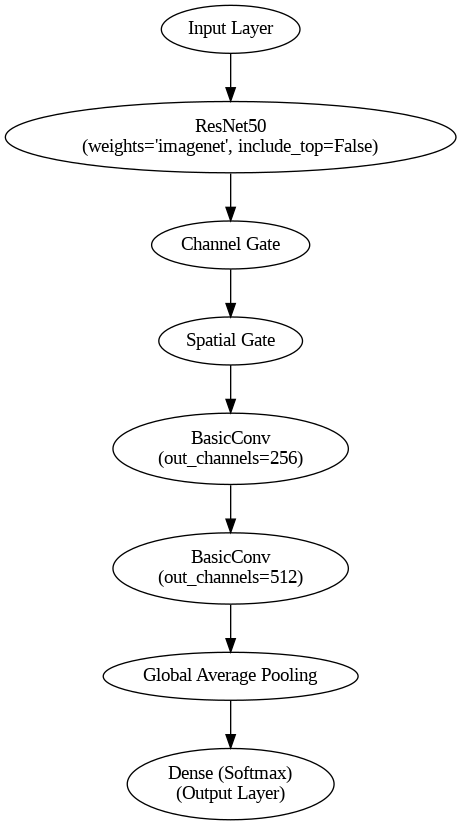 Input Layer
ResNet50
(weights='imagenet', include_top=False)
Channel Gate
Spatial Gate
BasicConv
(out_channels=256)
BasicConv
(out_channels=512)
Global Average Pooling
Dense (Softmax)
(Output Layer)